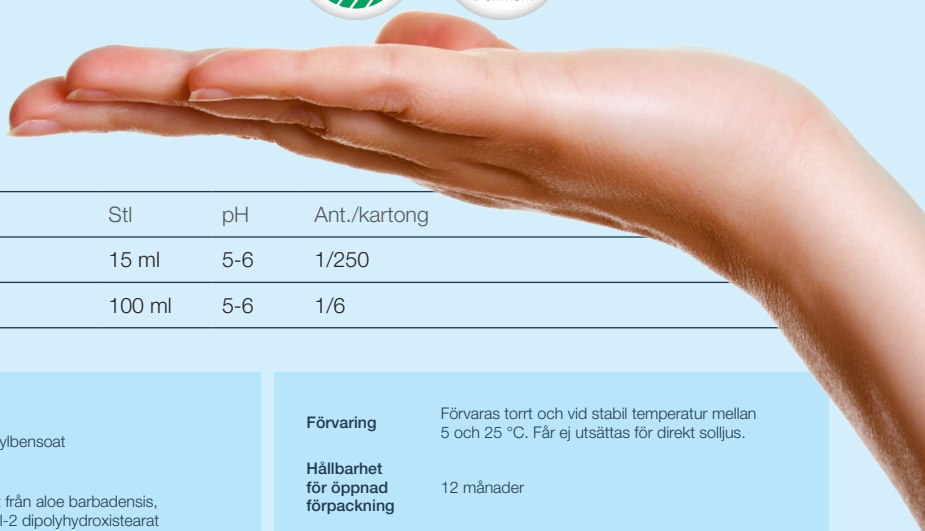 Stl pH Ant./kartong
15 ml 5-6 1/250
100 ml 5-6 1/6
ylbensoat
från aloe barbadensis,
l-2 dipolyhydroxistearat
Förvaring
Förvaras torrt och vid stabil temperatur mellan
5 och 25 °C. Får ej utsättas för direkt solljus.
Hållbarhet
för öppnad
förpackning
12 månader